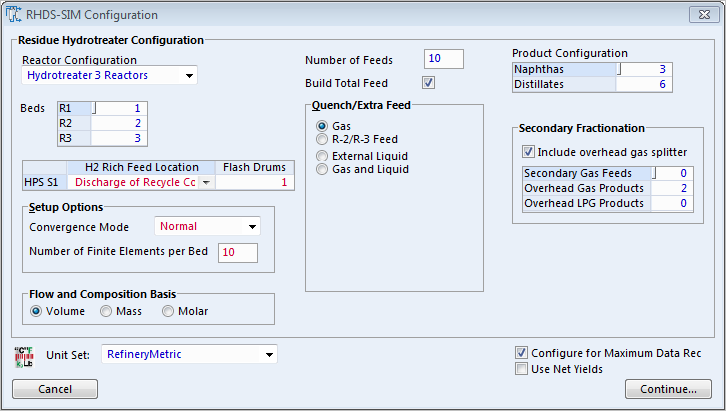 RHDS-SIM Configuration
Residue Hydrotreater Configuration
Reactor Configuration
Hydrotreater 3 Reactors
Number of Feeds 10
Build Total Feed
Product Configuration
Naphthas 3
Distillates 6
Beds
R1 1
R2 2
R3 3
Quench/Extra Feed
Gas
R-2/R-3 Feed
External Liquid
Gas and Liquid
Secondary Fractionation
Include overhead gas splitter
Secondary Gas Feeds 0
Overhead Gas Products 2
Overhead LPG Products 0
H2 Rich Feed Location Flash Drums
HPS S1 Discharge of Recycle Cc 1
Setup Options
Convergence Mode Normal
Number of Finite Elements per Bed 10
Flow and Composition Basis
Volume Mass Molar
Unit Set: RefineryMetric
Configure for Maximum Data Rec
Use Net Yields
Cancel Continue...